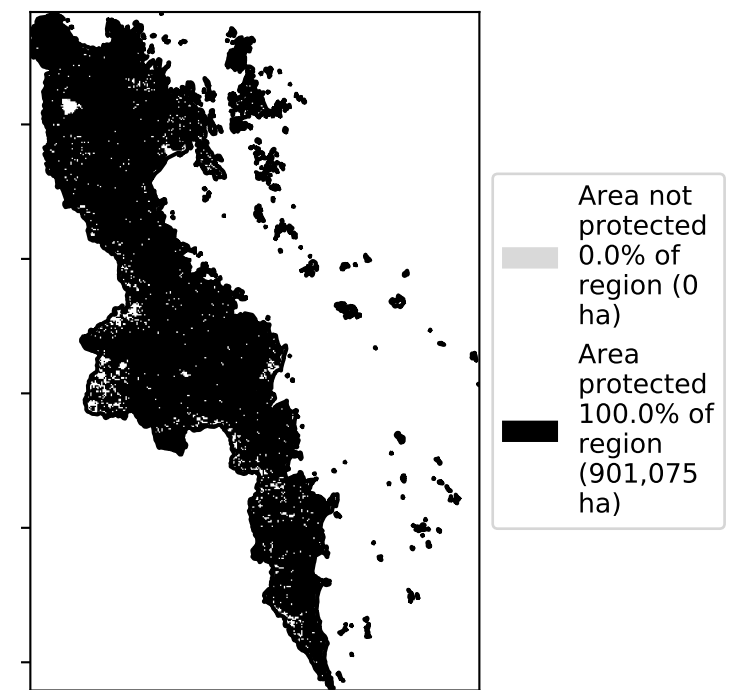 Area not
protected
0.0% of
region (0
ha)
Area
protected
100.0% of
region
(901,075
ha)